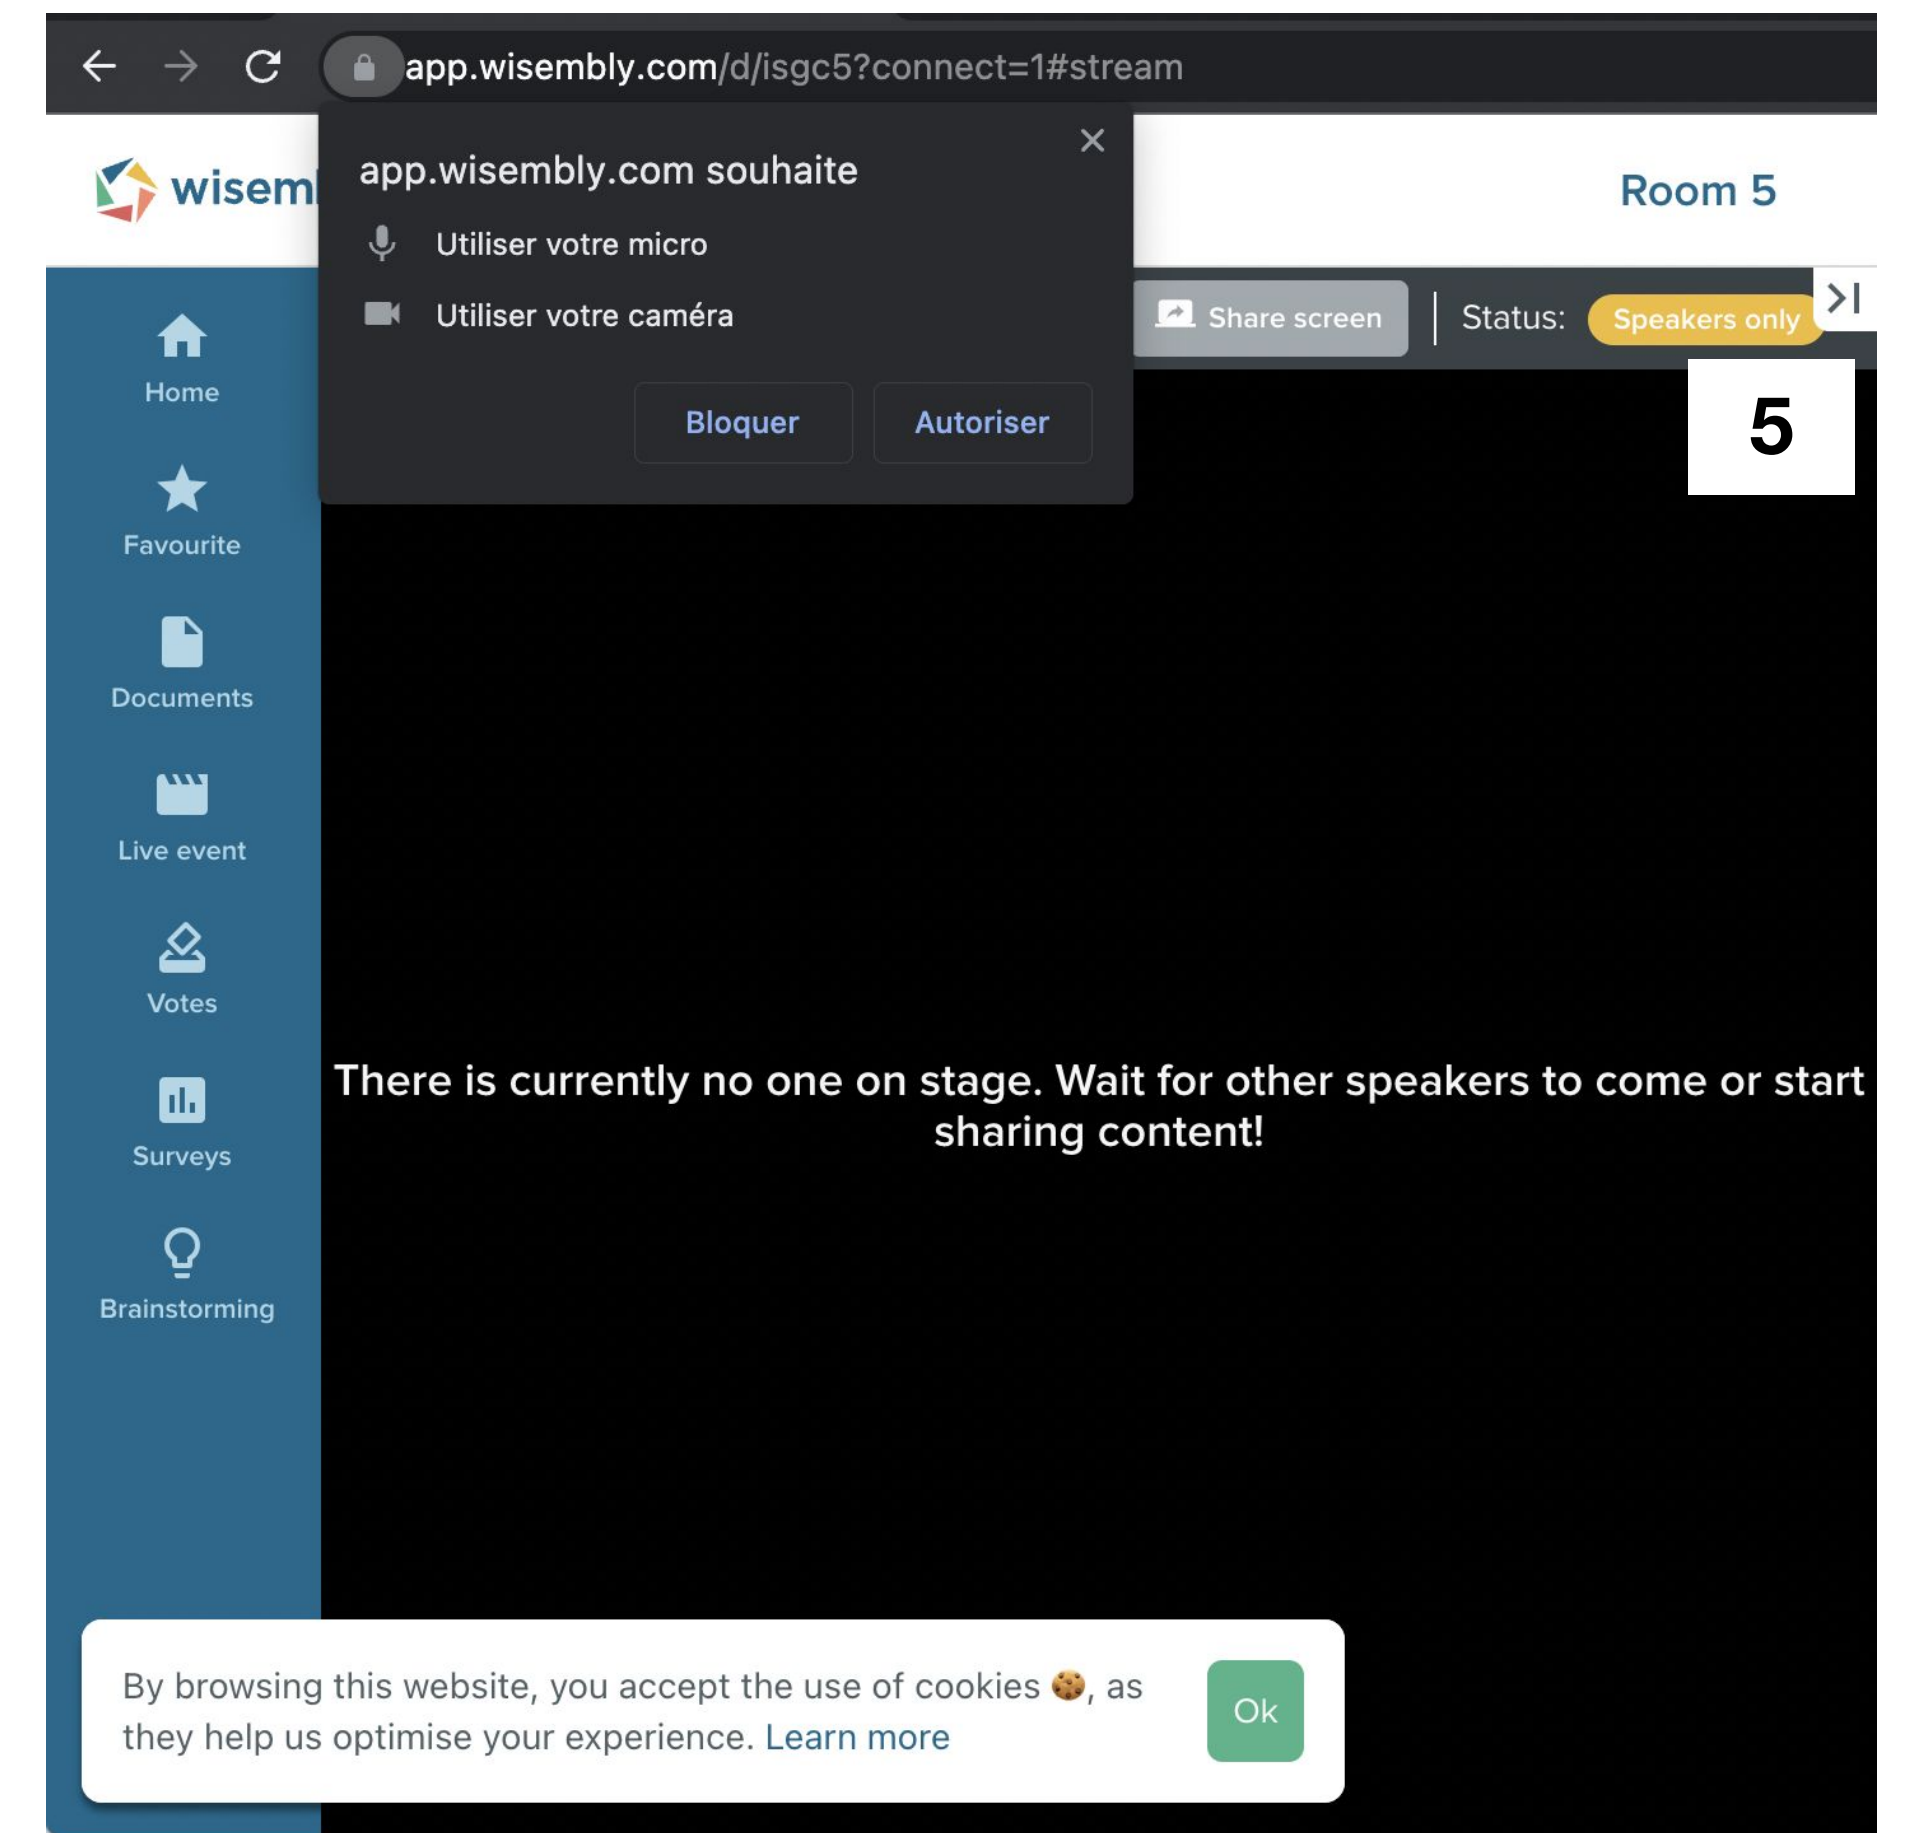 app.wisembly.com/d/isgc5?connect=1#stream
app.wisembly.com souhaite
Utiliser votre micro
Utiliser votre caméra
Bloquer
Autoriser
wisem
Room 5
Share screen
Status:
Speakers only
5
Home
Favourite
Documents
Live event
Votes
Surveys
Brainstorming
There is currently no one on stage. Wait for other speakers to come or start
sharing content!
By browsing this website, you accept the use of cookies 🍪, as
they help us optimise your experience. Learn more
Ok